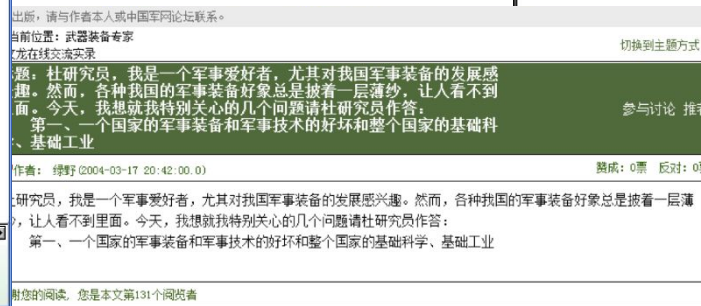 出版，请与作者本人或中国军网论坛联系。
当前位置：武器装备专家
文龙在线交流实录
切换到主题方式
题：杜研究员，我是一个军事爱好者，尤其对我国军事装备的发展感
趣。然而，各种我国的军事装备好象总是披着一层薄纱，让人看不到
面。今天，我想就我特别关心的几个问题请杜研究员作答：
第一、一个国家的军事装备和军事技术的好坏和整个国家的基础科
、基础工业
参与讨论 推
作者： 绿野(2004-03-17 20:42:00.0)
赞成：0票 反对：0
研究员，我是一个军事爱好者，尤其对我国军事装备的发展感兴趣。然而，各种我国的军事装备好象总是披着一层薄
，让人看不到里面。今天，我想就我特别关心的几个问题请杜研究员作答：
第一、一个国家的军事装备和军事技术的好坏和整个国家的基础科学、基础工业
谢您的阅读，您是本文第131个阅览者